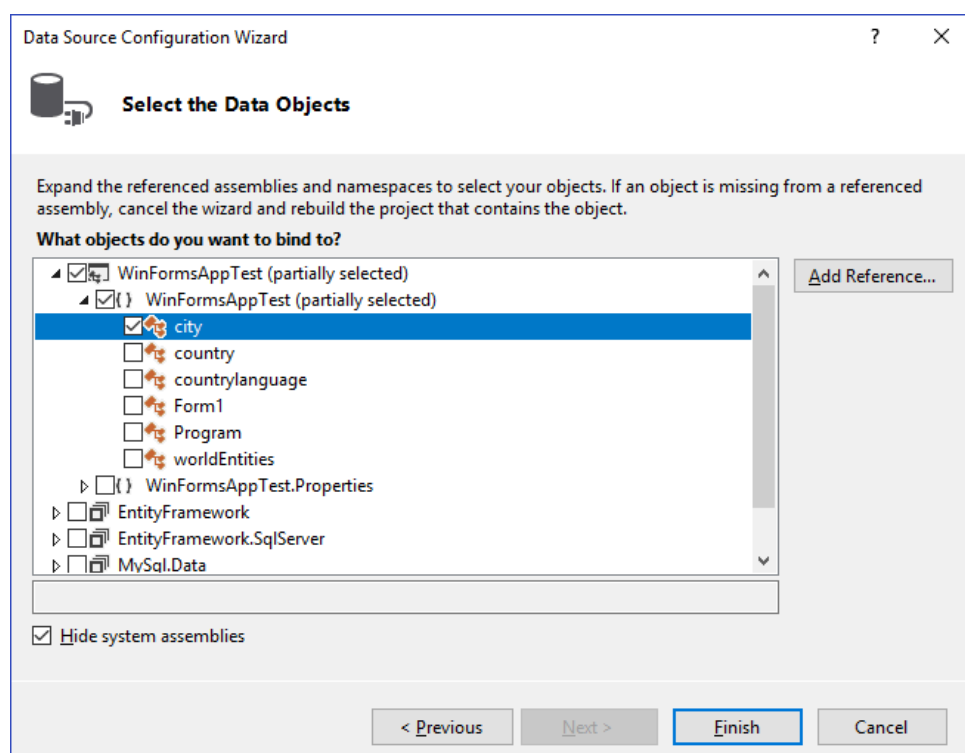 Data Source Configuration Wizard ?
Select the Data Objects
Expand the referenced assemblies and namespaces to select your objects. If an object is missing from a referenced
assembly, cancel the wizard and rebuild the project that contains the object.
What objects do you want to bind to?
WinFormsAppTest (partially selected)
Add Reference...
{ } WinFormsAppTest (partially selected)
city
country
countrylanguage
Form1
Program
worldEntities
{ } WinFormsAppTest.Properties
EntityFramework
EntityFramework.SqlServer
MySql.Data
Hide system assemblies
< Previous Next > Finish Cancel